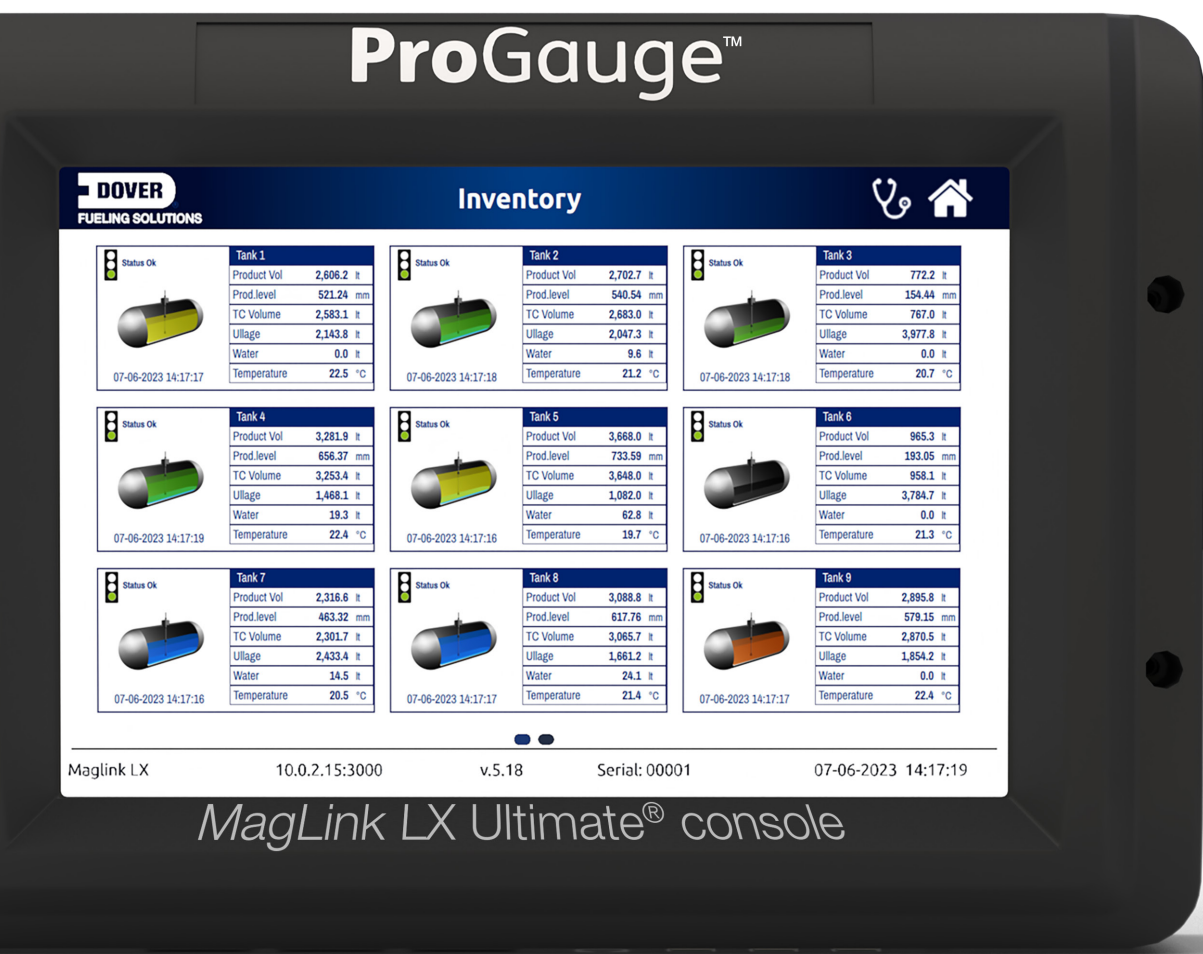 ProGauge™
DOVER
FUELING SOLUTIONS
Inventory
Status Ok
07-06-2023 14:17:17
Tank 1
Product Vol 2,606.2 lt
Prod.level 521.24 mm
TC Volume 2,583.1 lt
Ullage 2,143.8 lt
Water 0.0 lt
Temperature 22.5 °C
Status Ok
07-06-2023 14:17:18
Tank 2
Product Vol 2,702.7 lt
Prod.level 540.54 mm
TC Volume 2,683.0 lt
Ullage 2,047.3 lt
Water 9.6 lt
Temperature 21.2 °C
Status Ok
07-06-2023 14:17:18
Tank 3
Product Vol 772.2 lt
Prod.level 154.44 mm
TC Volume 767.0 lt
Ullage 3,977.8 lt
Water 0.0 lt
Temperature 20.7 °C
Status Ok
07-06-2023 14:17:19
Tank 4
Product Vol 3,281.9 lt
Prod.level 656.37 mm
TC Volume 3,253.4 lt
Ullage 1,468.1 lt
Water 19.3 lt
Temperature 22.4 °C
Status Ok
07-06-2023 14:17:16
Tank 5
Product Vol 3,668.0 lt
Prod.level 733.59 mm
TC Volume 3,648.0 lt
Ullage 1,082.0 lt
Water 62.8 lt
Temperature 19.7 °C
Status Ok
07-06-2023 14:17:16
Tank 6
Product Vol 965.3 lt
Prod.level 193.05 mm
TC Volume 958.1 lt
Ullage 3,784.7 lt
Water 0.0 lt
Temperature 21.3 °C
Status Ok
07-06-2023 14:17:16
Tank 7
Product Vol 2,316.6 lt
Prod.level 463.32 mm
TC Volume 2,301.7 lt
Ullage 2,433.4 lt
Water 14.5 lt
Temperature 20.5 °C
Status Ok
07-06-2023 14:17:17
Tank 8
Product Vol 3,088.8 lt
Prod.level 617.76 mm
TC Volume 3,065.7 lt
Ullage 1,661.2 lt
Water 24.1 lt
Temperature 21.4 °C
Status Ok
07-06-2023 14:17:17
Tank 9
Product Vol 2,895.8 lt
Prod.level 579.15 mm
TC Volume 2,870.5 lt
Ullage 1,854.2 lt
Water 0.0 lt
Temperature 22.4 °C
Maglink LX 10.0.2.15:3000 v.5.18 Serial: 00001 07-06-2023 14:17:19
MagLink LX Ultimate® console